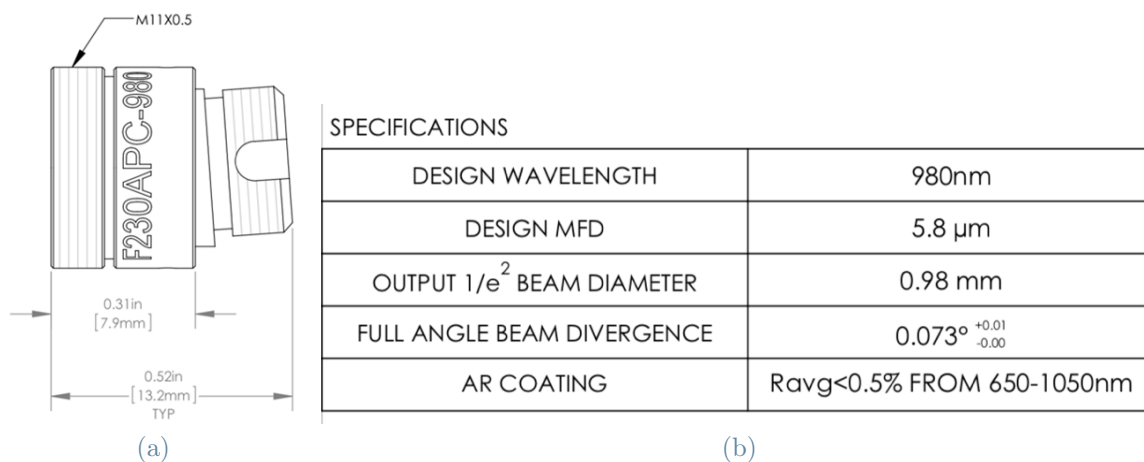 M11X0.5
F230APC-980
0.31in
[7.9mm]
0.52in
[13.2mm]
TYP
(a)
SPECIFICATIONS
DESIGN WAVELENGTH 980nm
DESIGN MFD 5.8 µm
OUTPUT 1/e² BEAM DIAMETER 0.98 mm
FULL ANGLE BEAM DIVERGENCE 0.073° +0.01 -0.00
AR COATING Ravg<0.5% FROM 650-1050nm
(b)